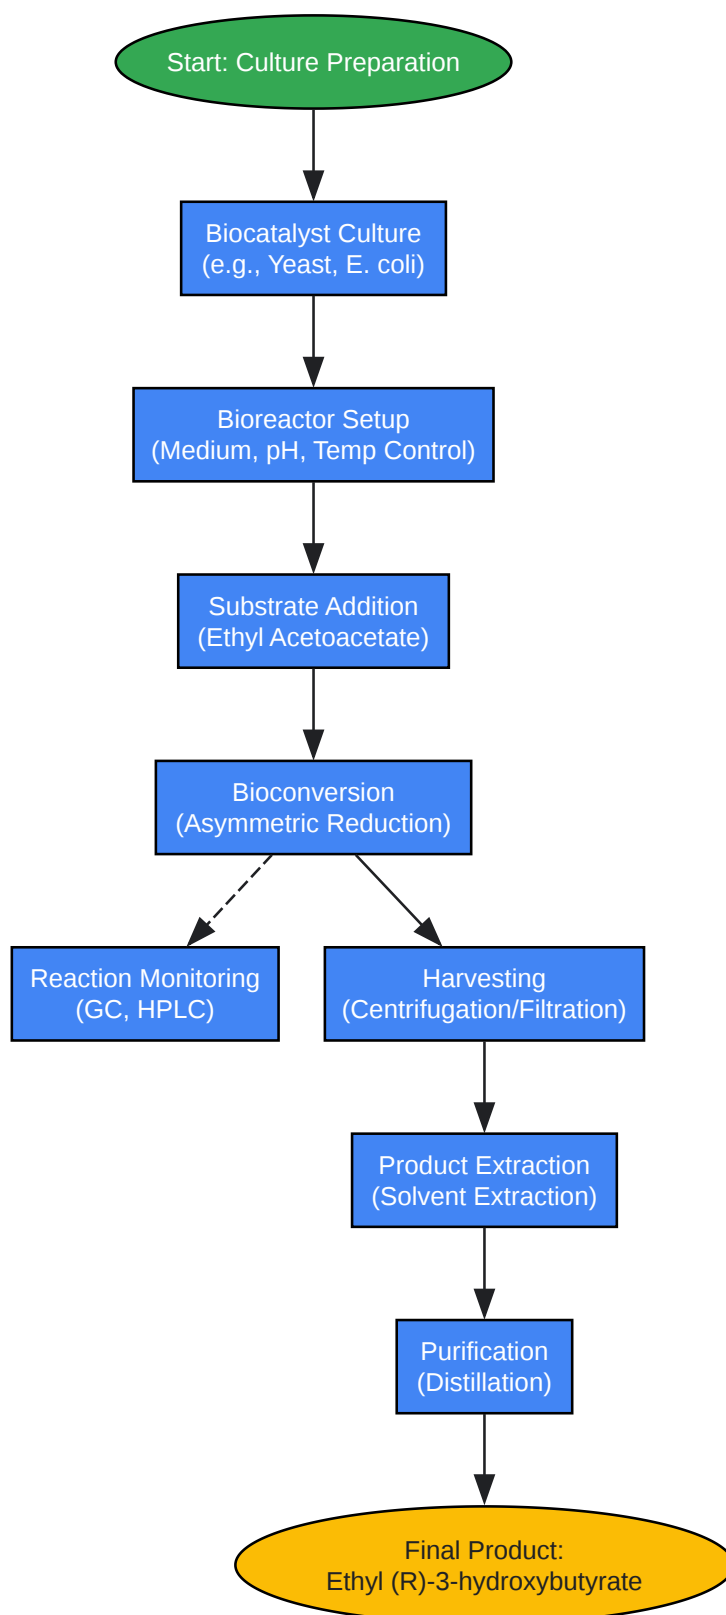 Start: Culture Preparation
Biocatalyst Culture
(e.g., Yeast, E. coli)
Bioreactor Setup
(Medium, pH, Temp Control)
Substrate Addition
(Ethyl Acetoacetate)
Bioconversion
(Asymmetric Reduction)
Reaction Monitoring
(GC, HPLC)
Harvesting
(Centrifugation/Filtration)
Product Extraction
(Solvent Extraction)
Purification
(Distillation)
Final Product:
Ethyl (R)-3-hydroxybutyrate